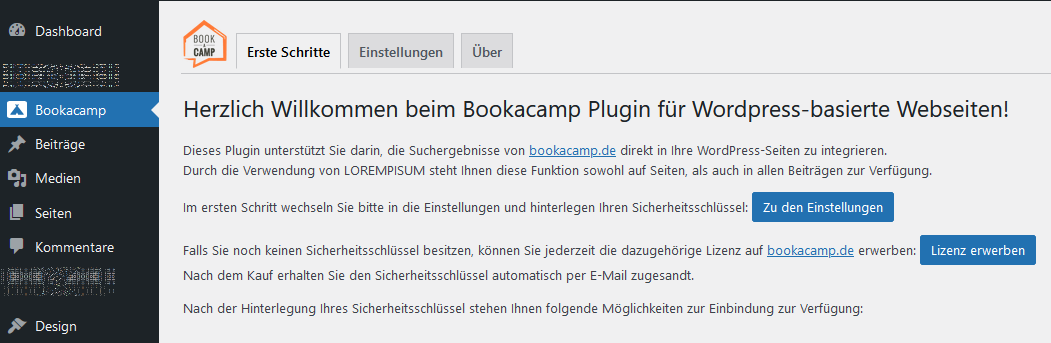 Dashboard
Bookacamp
Beiträge
Medien
Seiten
Kommentare
Design
BOOK
A
CAMP
Erste Schritte
Einstellungen
Über
Herzlich Willkommen beim Bookacamp Plugin für Wordpress-basierte Webseiten!
Dieses Plugin unterstützt Sie darin, die Suchergebnisse von bookacamp.de direkt in Ihre WordPress-Seiten zu integrieren.
Durch die Verwendung von LOREMPISUM steht Ihnen diese Funktion sowohl auf Seiten, als auch in allen Beiträgen zur Verfügung.
Im ersten Schritt wechseln Sie bitte in die Einstellungen und hinterlegen Ihren Sicherheitsschlüssel: Zu den Einstellungen
Falls Sie noch keinen Sicherheitsschlüssel besitzen, können Sie jederzeit die dazugehörige Lizenz auf bookacamp.de erwerben: Lizenz erwerben
Nach dem Kauf erhalten Sie den Sicherheitsschlüssel automatisch per E-Mail zugesandt.
Nach der Hinterlegung Ihres Sicherheitsschlüssel stehen Ihnen folgende Möglichkeiten zur Einbindung zur Verfügung: